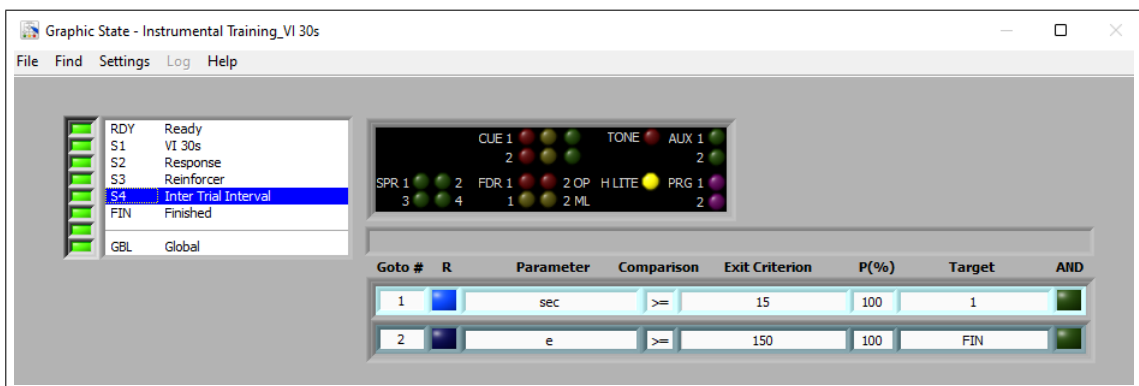 Graphic State - Instrumental Training_VI 30s
File Find Settings Log Help
RDY Ready
S1 VI 30s
S2 Response
S3 Reinforcer
S4 Inter Trial Interval
FIN Finished
GBL Global
CUE 1 TONE AUX 1
2 2
SPR 1 2 FDR 1 2 OP H LITE PRG 1
3 4 1 2 ML 2
Goto # R Parameter Comparison Exit Criterion P(%) Target AND
1 sec >= 15 100 1
2 e >= 150 100 FIN